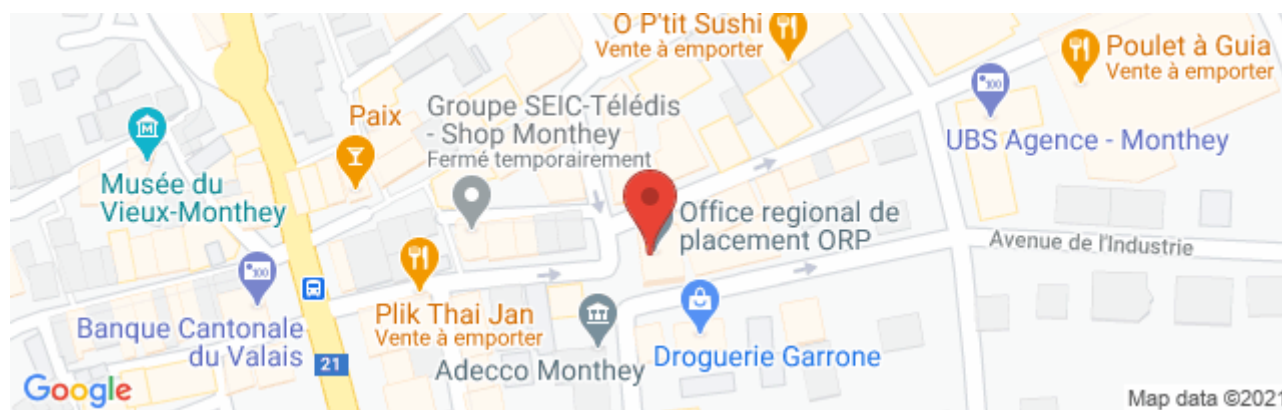 O P'tit Sushi
Vente à emporter
Poulet à Guia
Vente à emporter
Paix
Groupe SEIC-Télédis
- Shop Monthey
Fermé temporairement
UBS Agence - Monthey
Musée du
Vieux-Monthey
Office regional de
placement ORP
Avenue de l'Industrie
Plik Thai Jan
Vente à emporter
Banque Cantonale
du Valais
21
Adecco Monthey
Droguerie Garrone
Google
Map data ©2021